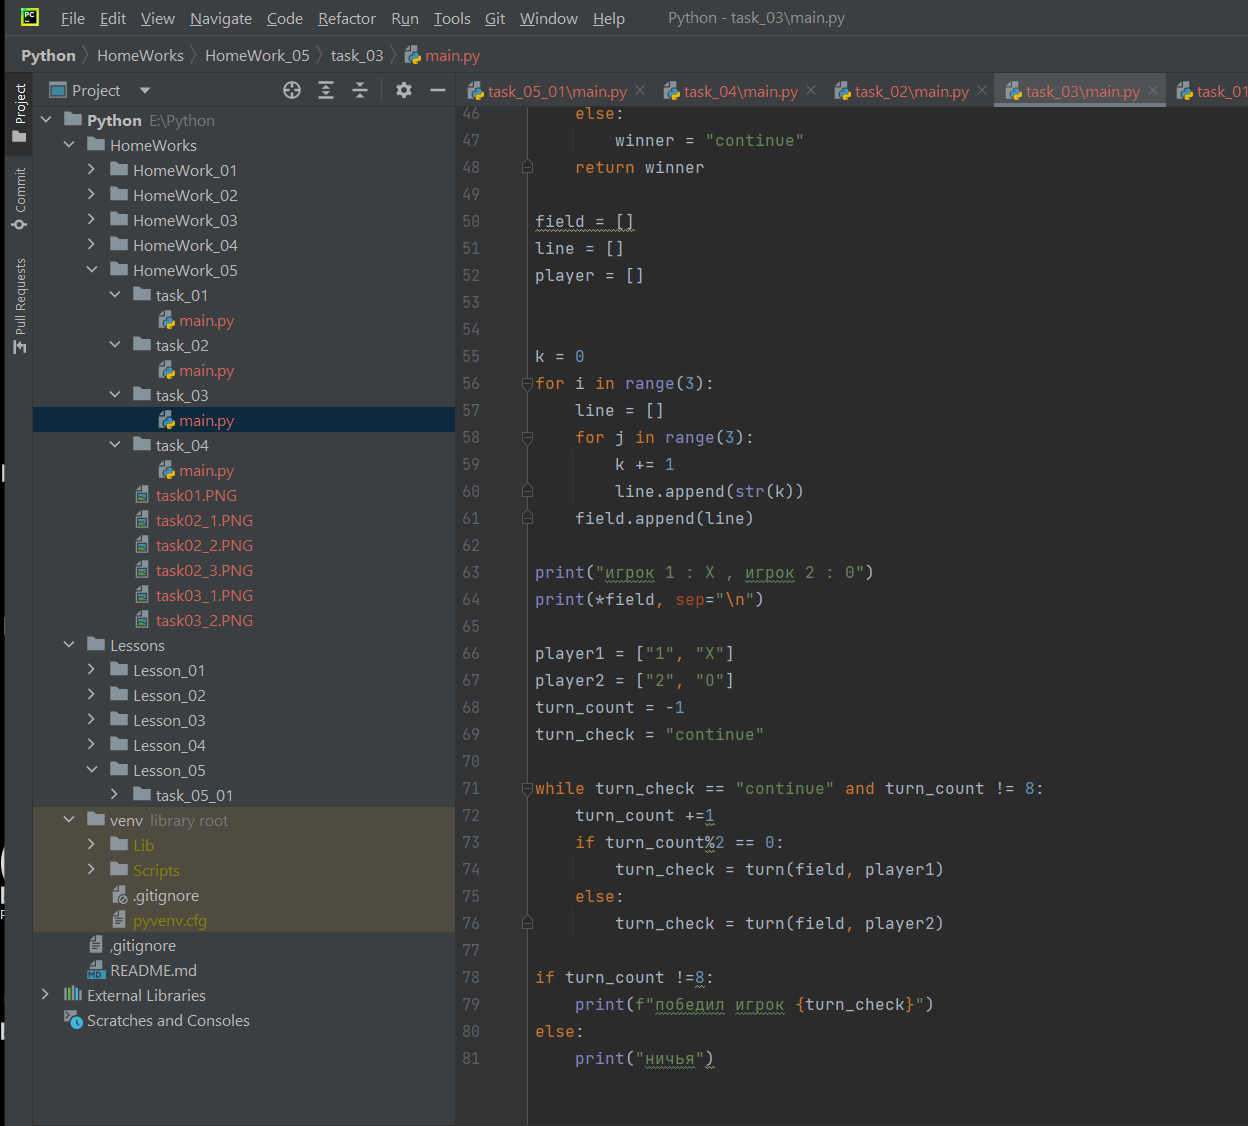 PC File Edit View Navigate Code Refactor Run Tools Git Window Help Python - task_03\main.py
Python HomeWorks HomeWork_05 task_03 main.py
Project
Commit
Pull Requests
Project
Python E:\Python
HomeWorks
HomeWork_01
HomeWork_02
HomeWork_03
HomeWork_04
HomeWork_05
task_01
main.py
task_02
main.py
task_03
main.py
task_04
main.py
task01.PNG
task02_1.PNG
task02_2.PNG
task02_3.PNG
task03_1.PNG
task03_2.PNG
Lessons
Lesson_01
Lesson_02
Lesson_03
Lesson_04
Lesson_05
task_05_01
venv library root
Lib
Scripts
.gitignore
pyvenv.cfg
,gitignore
README.md
External Libraries
Scratches and Consoles
task_05_01\main.py task_04\main.py task_02\main.py task_03\main.py task_01
46 else:
47 winner = "continue"
48 return winner
49
50 field = []
51 line = []
52 player = []
53
54
55 k = 0
56 for i in range(3):
57 line = []
58 for j in range(3):
59 k += 1
60 line.append(str(k))
61 field.append(line)
62
63 print("игрок 1 : X , игрок 2 : 0")
64 print(*field, sep="\n")
65
66 player1 = ["1", "X"]
67 player2 = ["2", "O"]
68 turn_count = -1
69 turn_check = "continue"
70
71 while turn_check == "continue" and turn_count != 8:
72 turn_count +=1
73 if turn_count%2 == 0:
74 turn_check = turn(field, player1)
75 else:
76 turn_check = turn(field, player2)
77
78 if turn_count !=8:
79 print(f"победил игрок {turn_check}")
80 else:
81 print("ничья")